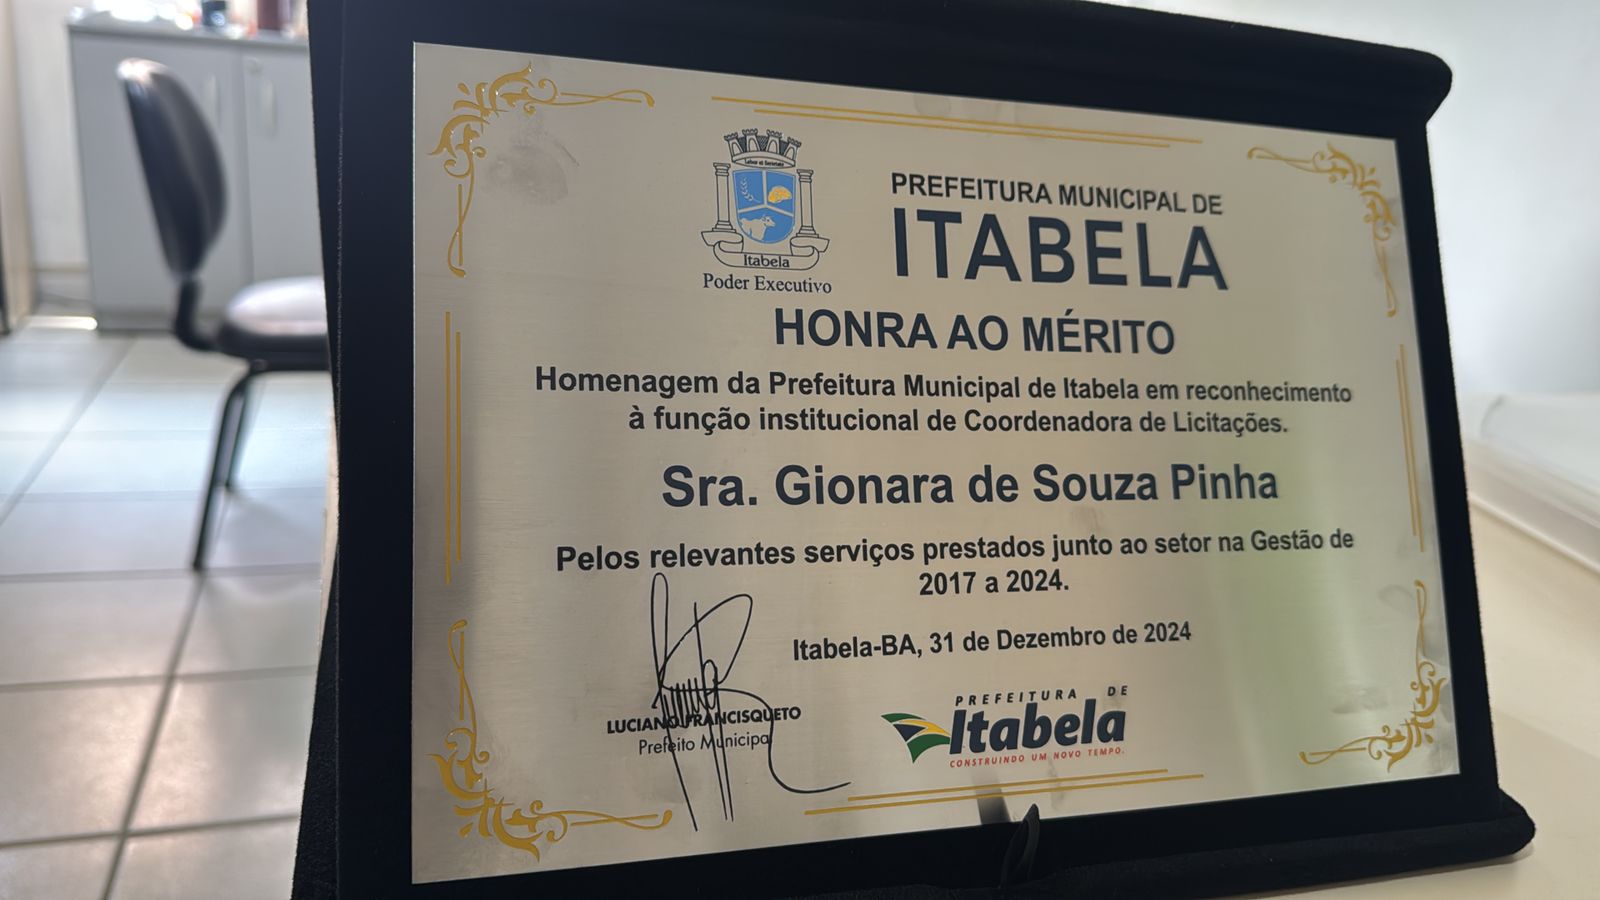 Labor et Serietate
Itabela
Poder Executivo
PREFEITURA MUNICIPAL DE
ITABELA
HONRA AO MÉRITO
Homenagem da Prefeitura Municipal de Itabela em reconhecimento
à função institucional de Coordenadora de Licitações.
Sra. Gionara de Souza Pinha
Pelos relevantes serviços prestados junto ao setor na Gestão de
2017 a 2024.
Itabela-BA, 31 de Dezembro de 2024
LUCIANO FRANCISQUETO
Prefeito Municipal
PREFEITURA DE
Itabela
CONSTRUINDO UM NOVO TEMPO.